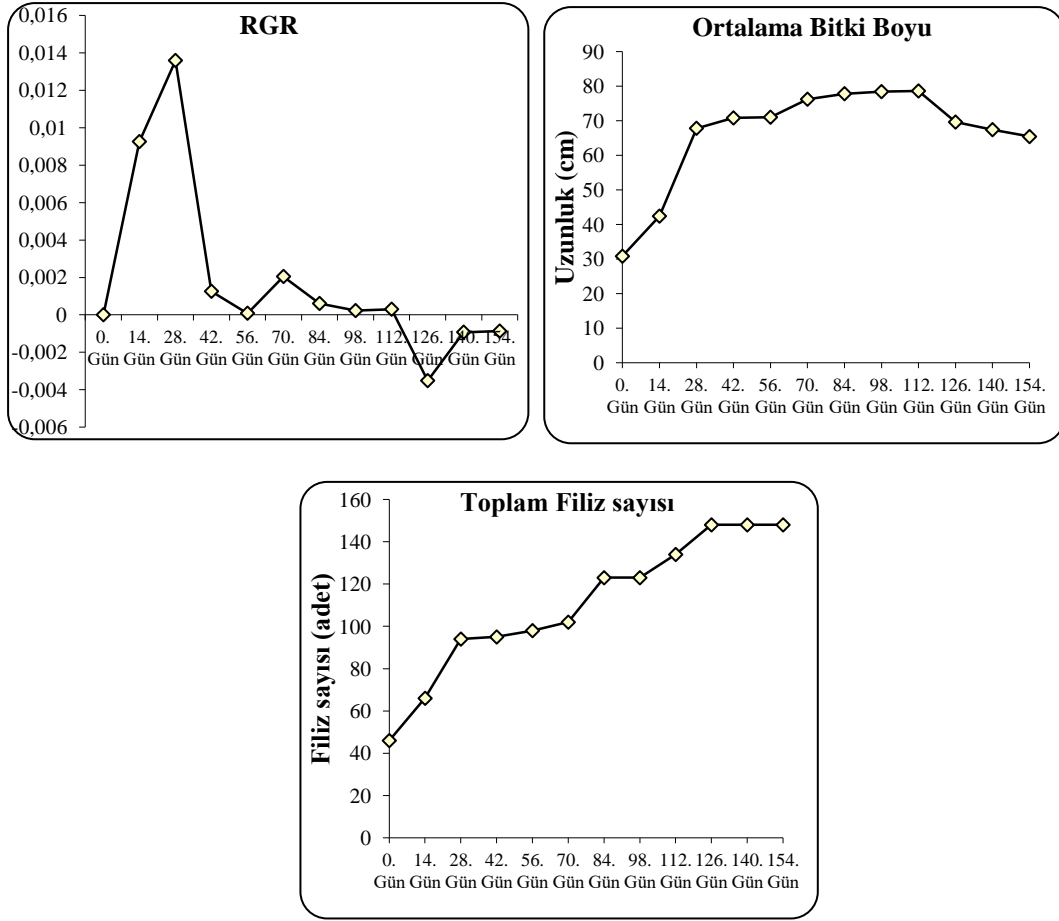 RGR
0,016
0,014
0,012
0,01
0,008
0,006
0,004
0,002
0
-0,002
-0,004
-0,006
0. 14. 28. 42. 56. 70. 84. 98. 112. 126. 140. 154.
Gün Gün Gün Gün Gün Gün Gün Gün Gün Gün Gün Gün
Ortalama Bitki Boyu
Uzunluk (cm)
90
80
70
60
50
40
30
20
10
0
0. 14. 28. 42. 56. 70. 84. 98. 112. 126. 140. 154.
Gün Gün Gün Gün Gün Gün Gün Gün Gün Gün Gün Gün
Toplam Filiz sayısı
Filiz sayısı (adet)
160
140
120
100
80
60
40
20
0
0. 14. 28. 42. 56. 70. 84. 98. 112. 126. 140. 154.
Gün Gün Gün Gün Gün Gün Gün Gün Gün Gün Gün Gün